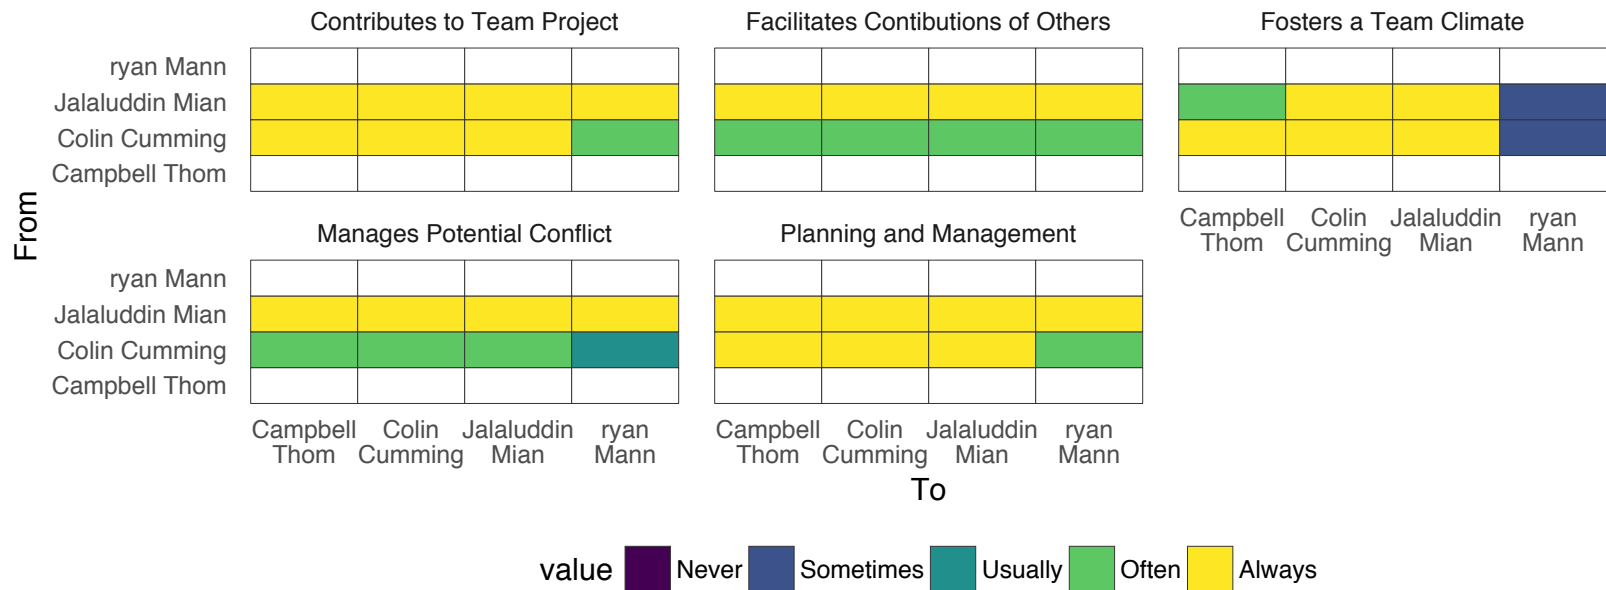 Contributes to Team Project
Facilitates Contibutions of Others
Fosters a Team Climate
ryan Mann
Jalaluddin Mian
Colin Cumming
Campbell Thom
Campbell Thom
Colin Cumming
Jalaluddin Mian
ryan Mann
From
Manages Potential Conflict
Planning and Management
ryan Mann
Jalaluddin Mian
Colin Cumming
Campbell Thom
Campbell Thom
Colin Cumming
Jalaluddin Mian
ryan Mann
Campbell Thom
Colin Cumming
Jalaluddin Mian
ryan Mann
To
value Never Sometimes Usually Often Always